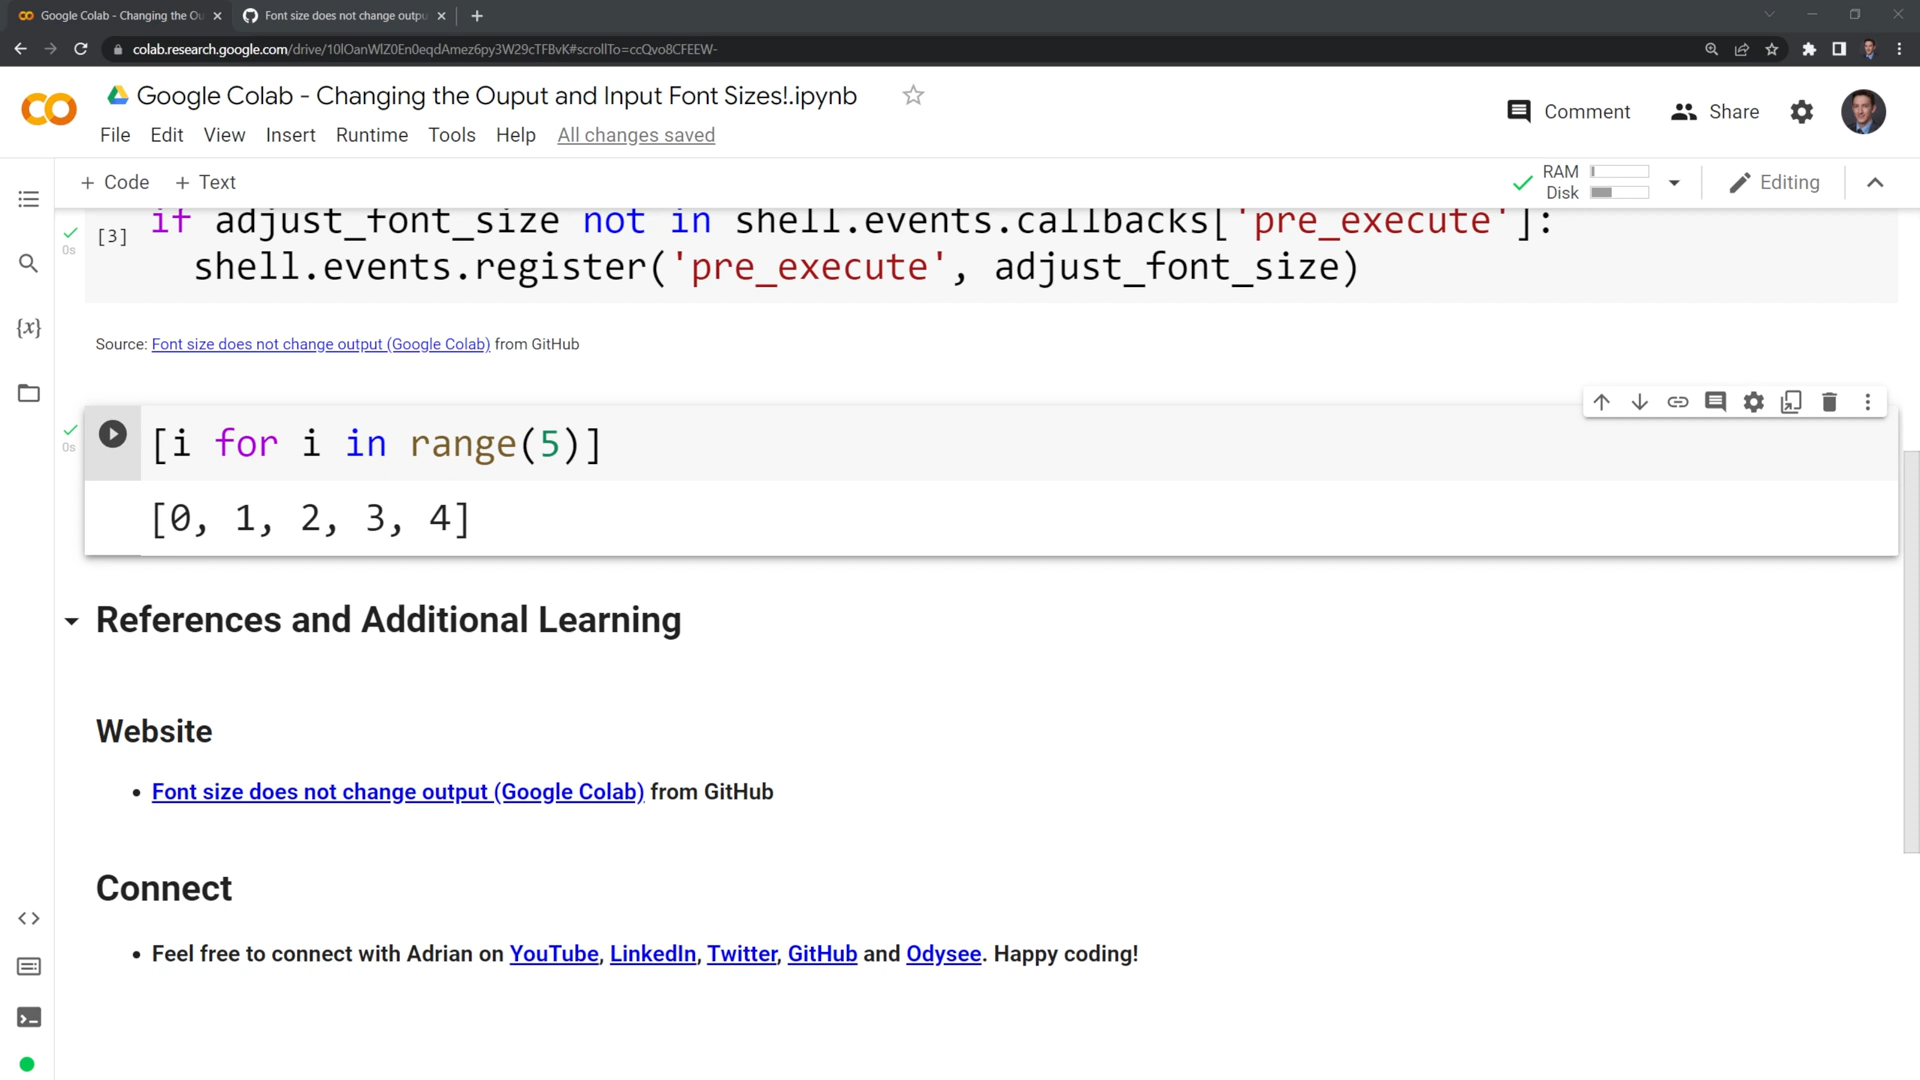 Google Colab - Changing the Ou
Font size does not change outpu
colab.research.google.com/drive/10lOanWlZ0En0eqdAmez6py3W29cTFBvK#scrollTo=ccQvo8CFEEW-
Google Colab - Changing the Ouput and Input Font Sizes!.ipynb
Comment
Share
File Edit View Insert Runtime Tools Help All changes saved
+ Code + Text
RAM
Disk
Editing
[3]
0s
if adjust_font_size not in shell.events.callbacks['pre_execute']:
shell.events.register('pre_execute', adjust_font_size)
Source: Font size does not change output (Google Colab) from GitHub
{x}
0s
[i for i in range(5)]
[0, 1, 2, 3, 4]
References and Additional Learning
Website
• Font size does not change output (Google Colab) from GitHub
Connect
• Feel free to connect with Adrian on YouTube, LinkedIn, Twitter, GitHub and Odysee. Happy coding!